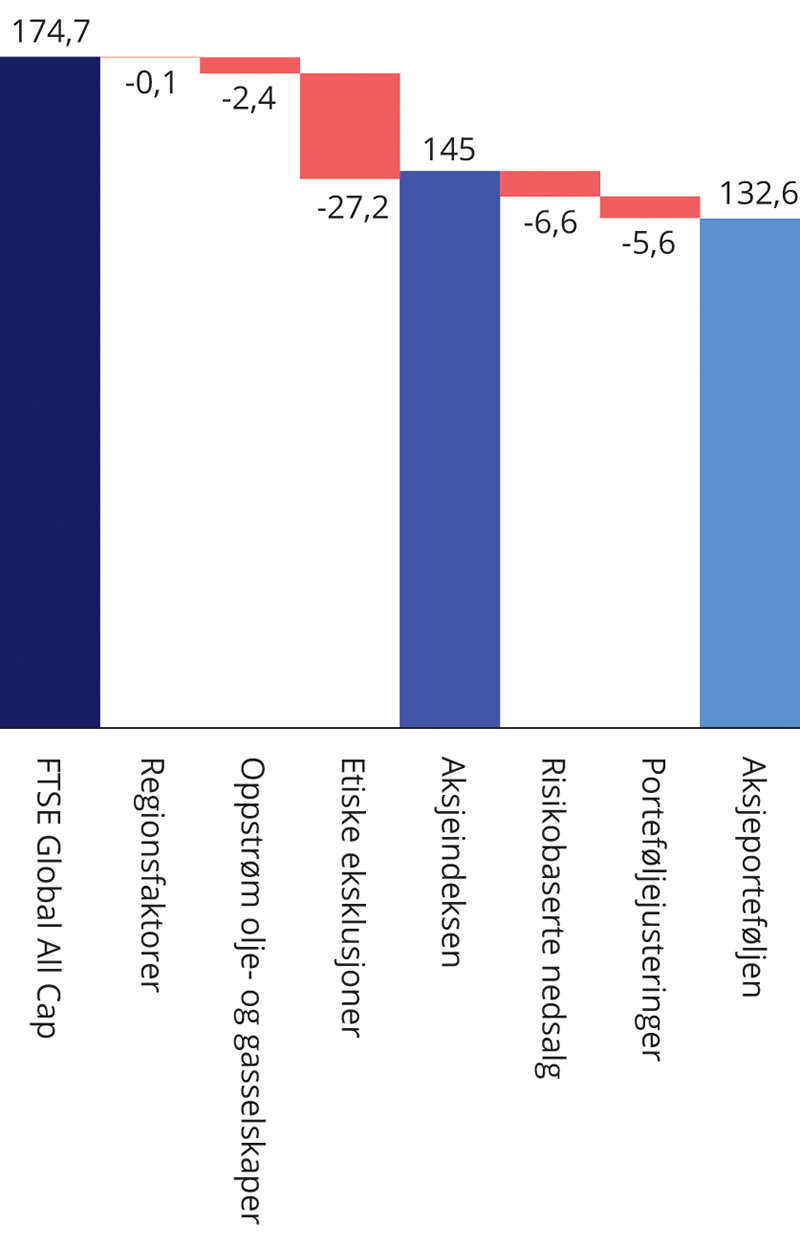 174,7
-0,1
-2,4
-27,2
145
-6,6
-5,6
132,6
FTSE Global All Cap
Regionsfaktorer
Oppstrøm olje- og gasselskaper
Etiske eksklusjoner
Aksjeindeksen
Risikobaserte nedsalg
Porteføljejusteringer
Aksjeporteføljen